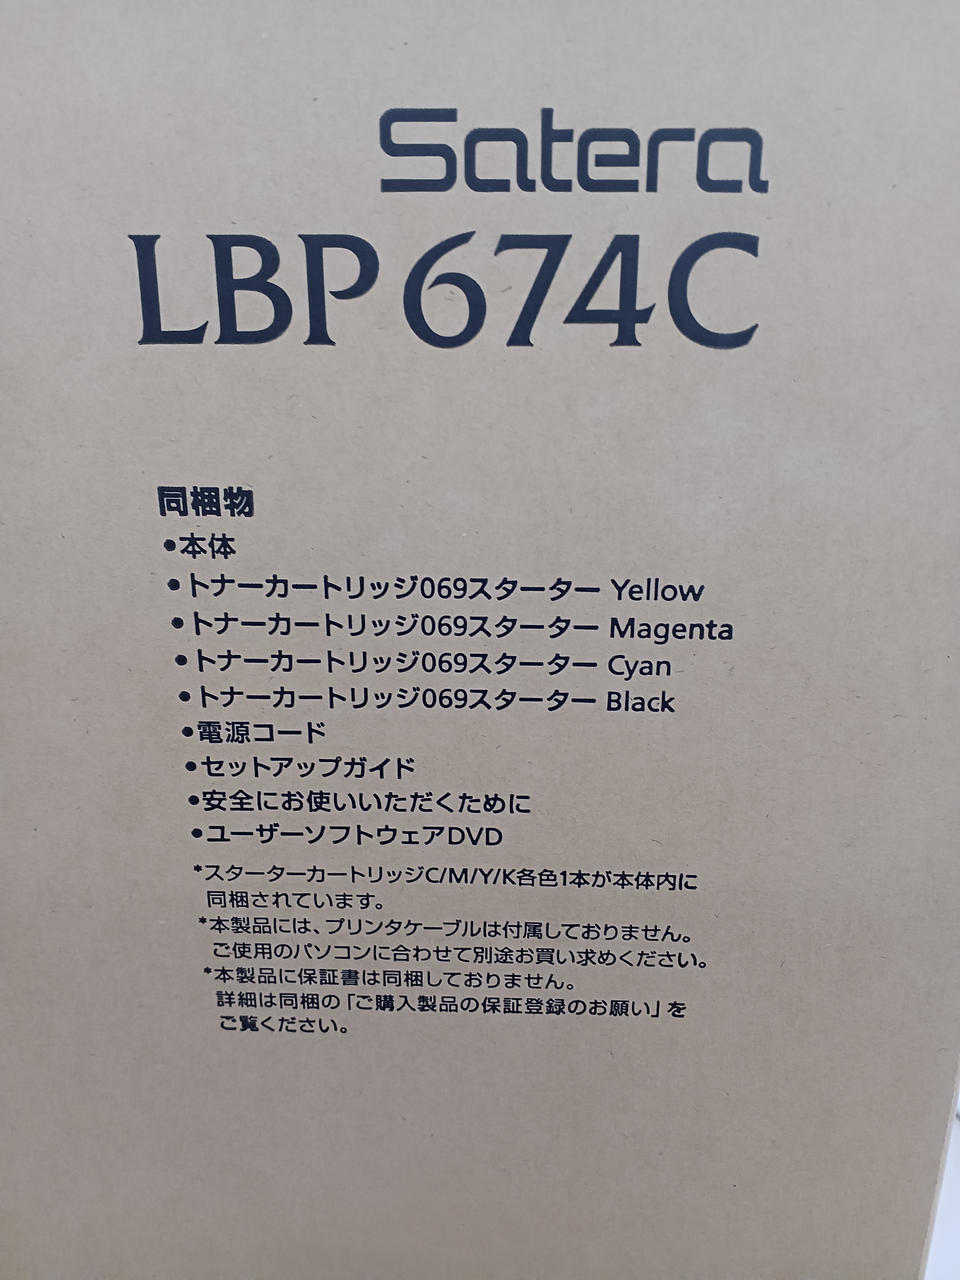 Satera
LBP674C
同梱物
•本体
•トナーカートリッジ069スターター Yellow
•トナーカートリッジ069スターター Magenta
•トナーカートリッジ069スターター Cyan
•トナーカートリッジ069スターター Black
•電源コード
•セットアップガイド
•安全にお使いいただくために
•ユーザーソフトウェアDVD
*スターターカートリッジC/M/Y/K各色1本が本体内に
同梱されています。
*本製品には、プリンタケーブルは付属しておりません。
ご使用のパソコンに合わせて別途お買い求めください。
*本製品に保証書は同梱しておりません。
詳細は同梱の「ご購入製品の保証登録のお願い」を
ご覧ください。